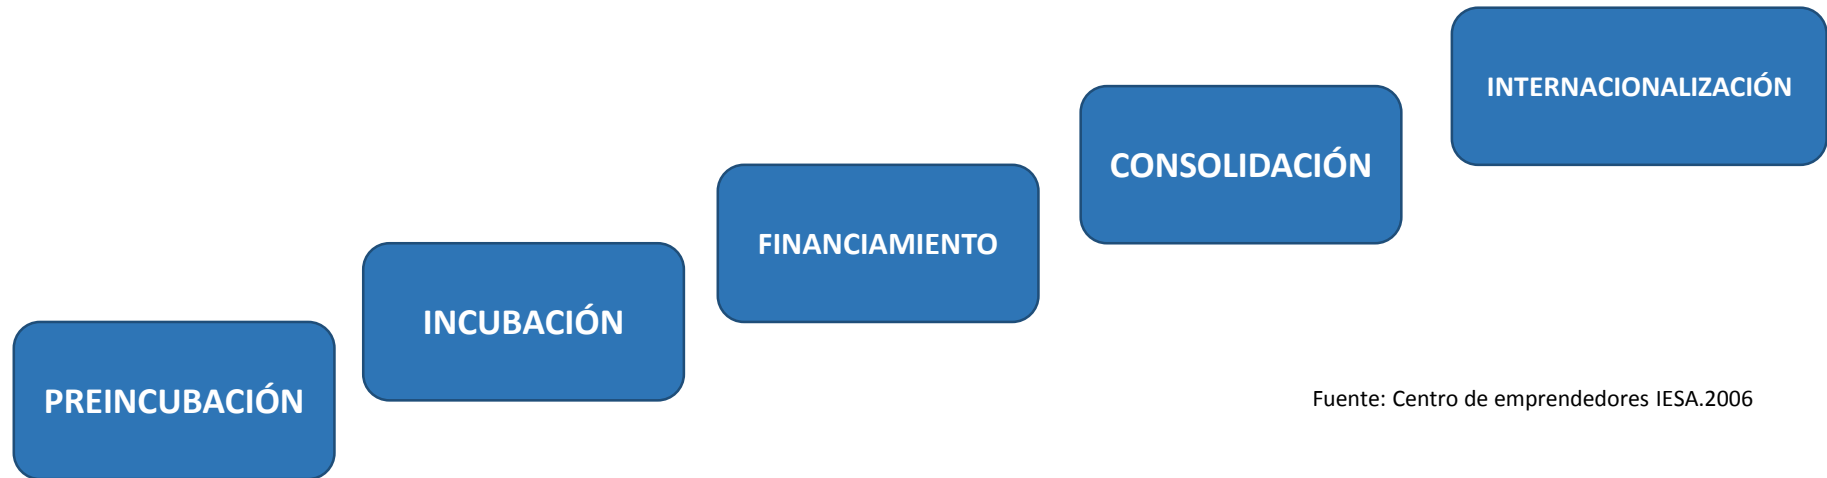 PREINCUBACIÓN
INCUBACIÓN
FINANCIAMIENTO
CONSOLIDACIÓN
INTERNACIONALIZACIÓN
Fuente: Centro de emprendedores IESA.2006